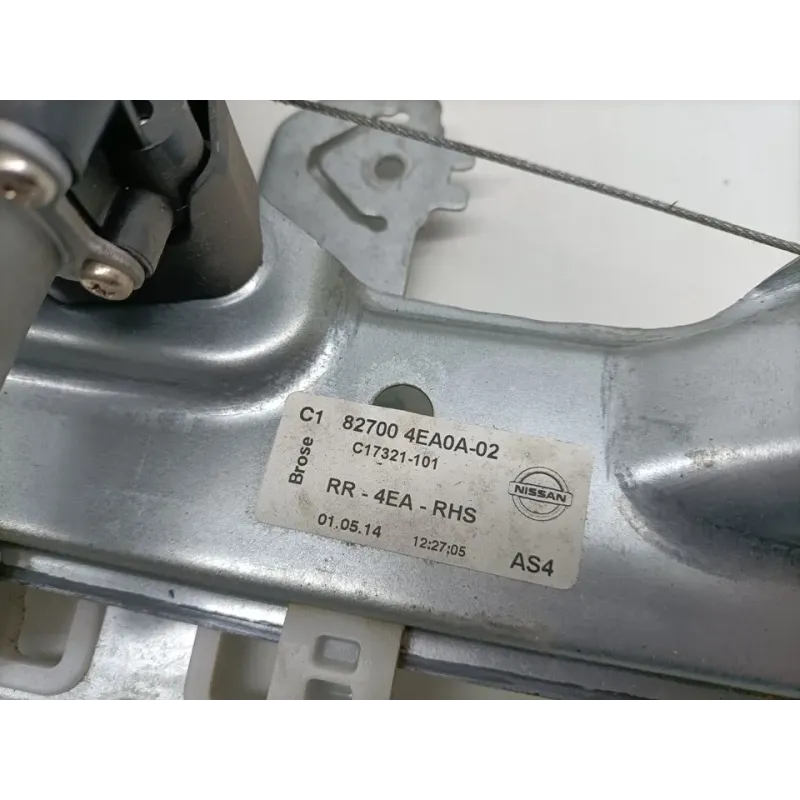 C1 82700 4EA0A-02
Brose
C17321-101
NISSAN
RR - 4EA - RHS
01.05.14 12:27:05
AS4